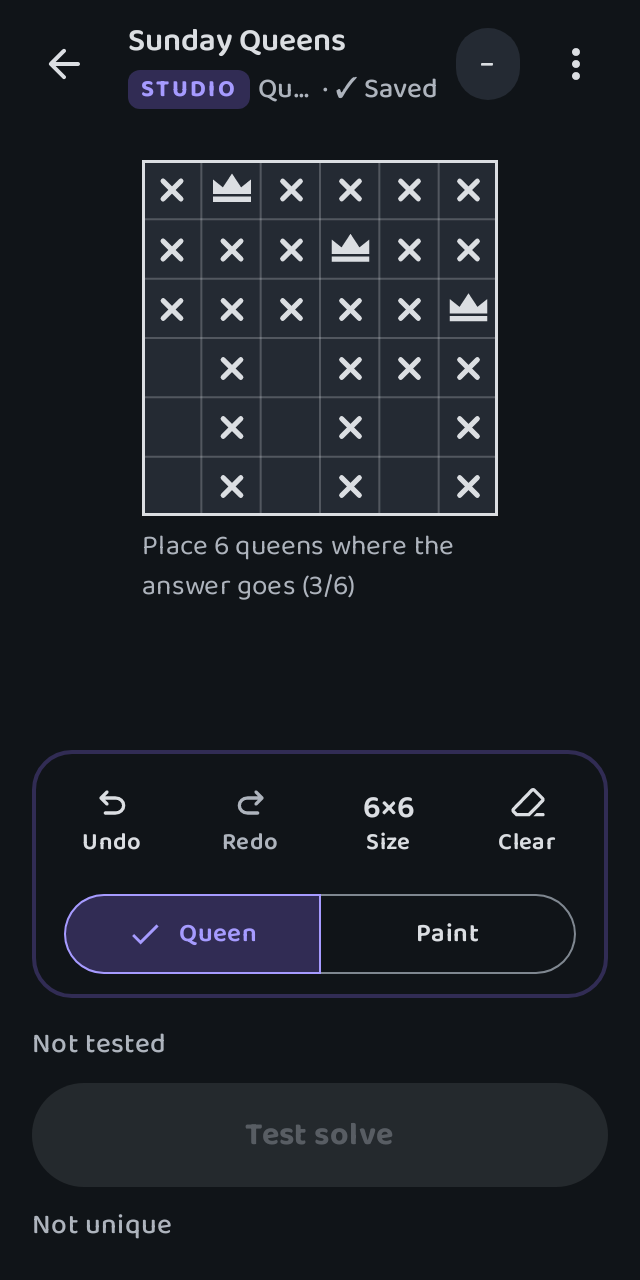 Sunday Queens
STUDIO Qu... · ✓ Saved
–
Place 6 queens where the
answer goes (3/6)
Undo
Redo
6×6
Size
Clear
Queen
Paint
Not tested
Test solve
Not unique